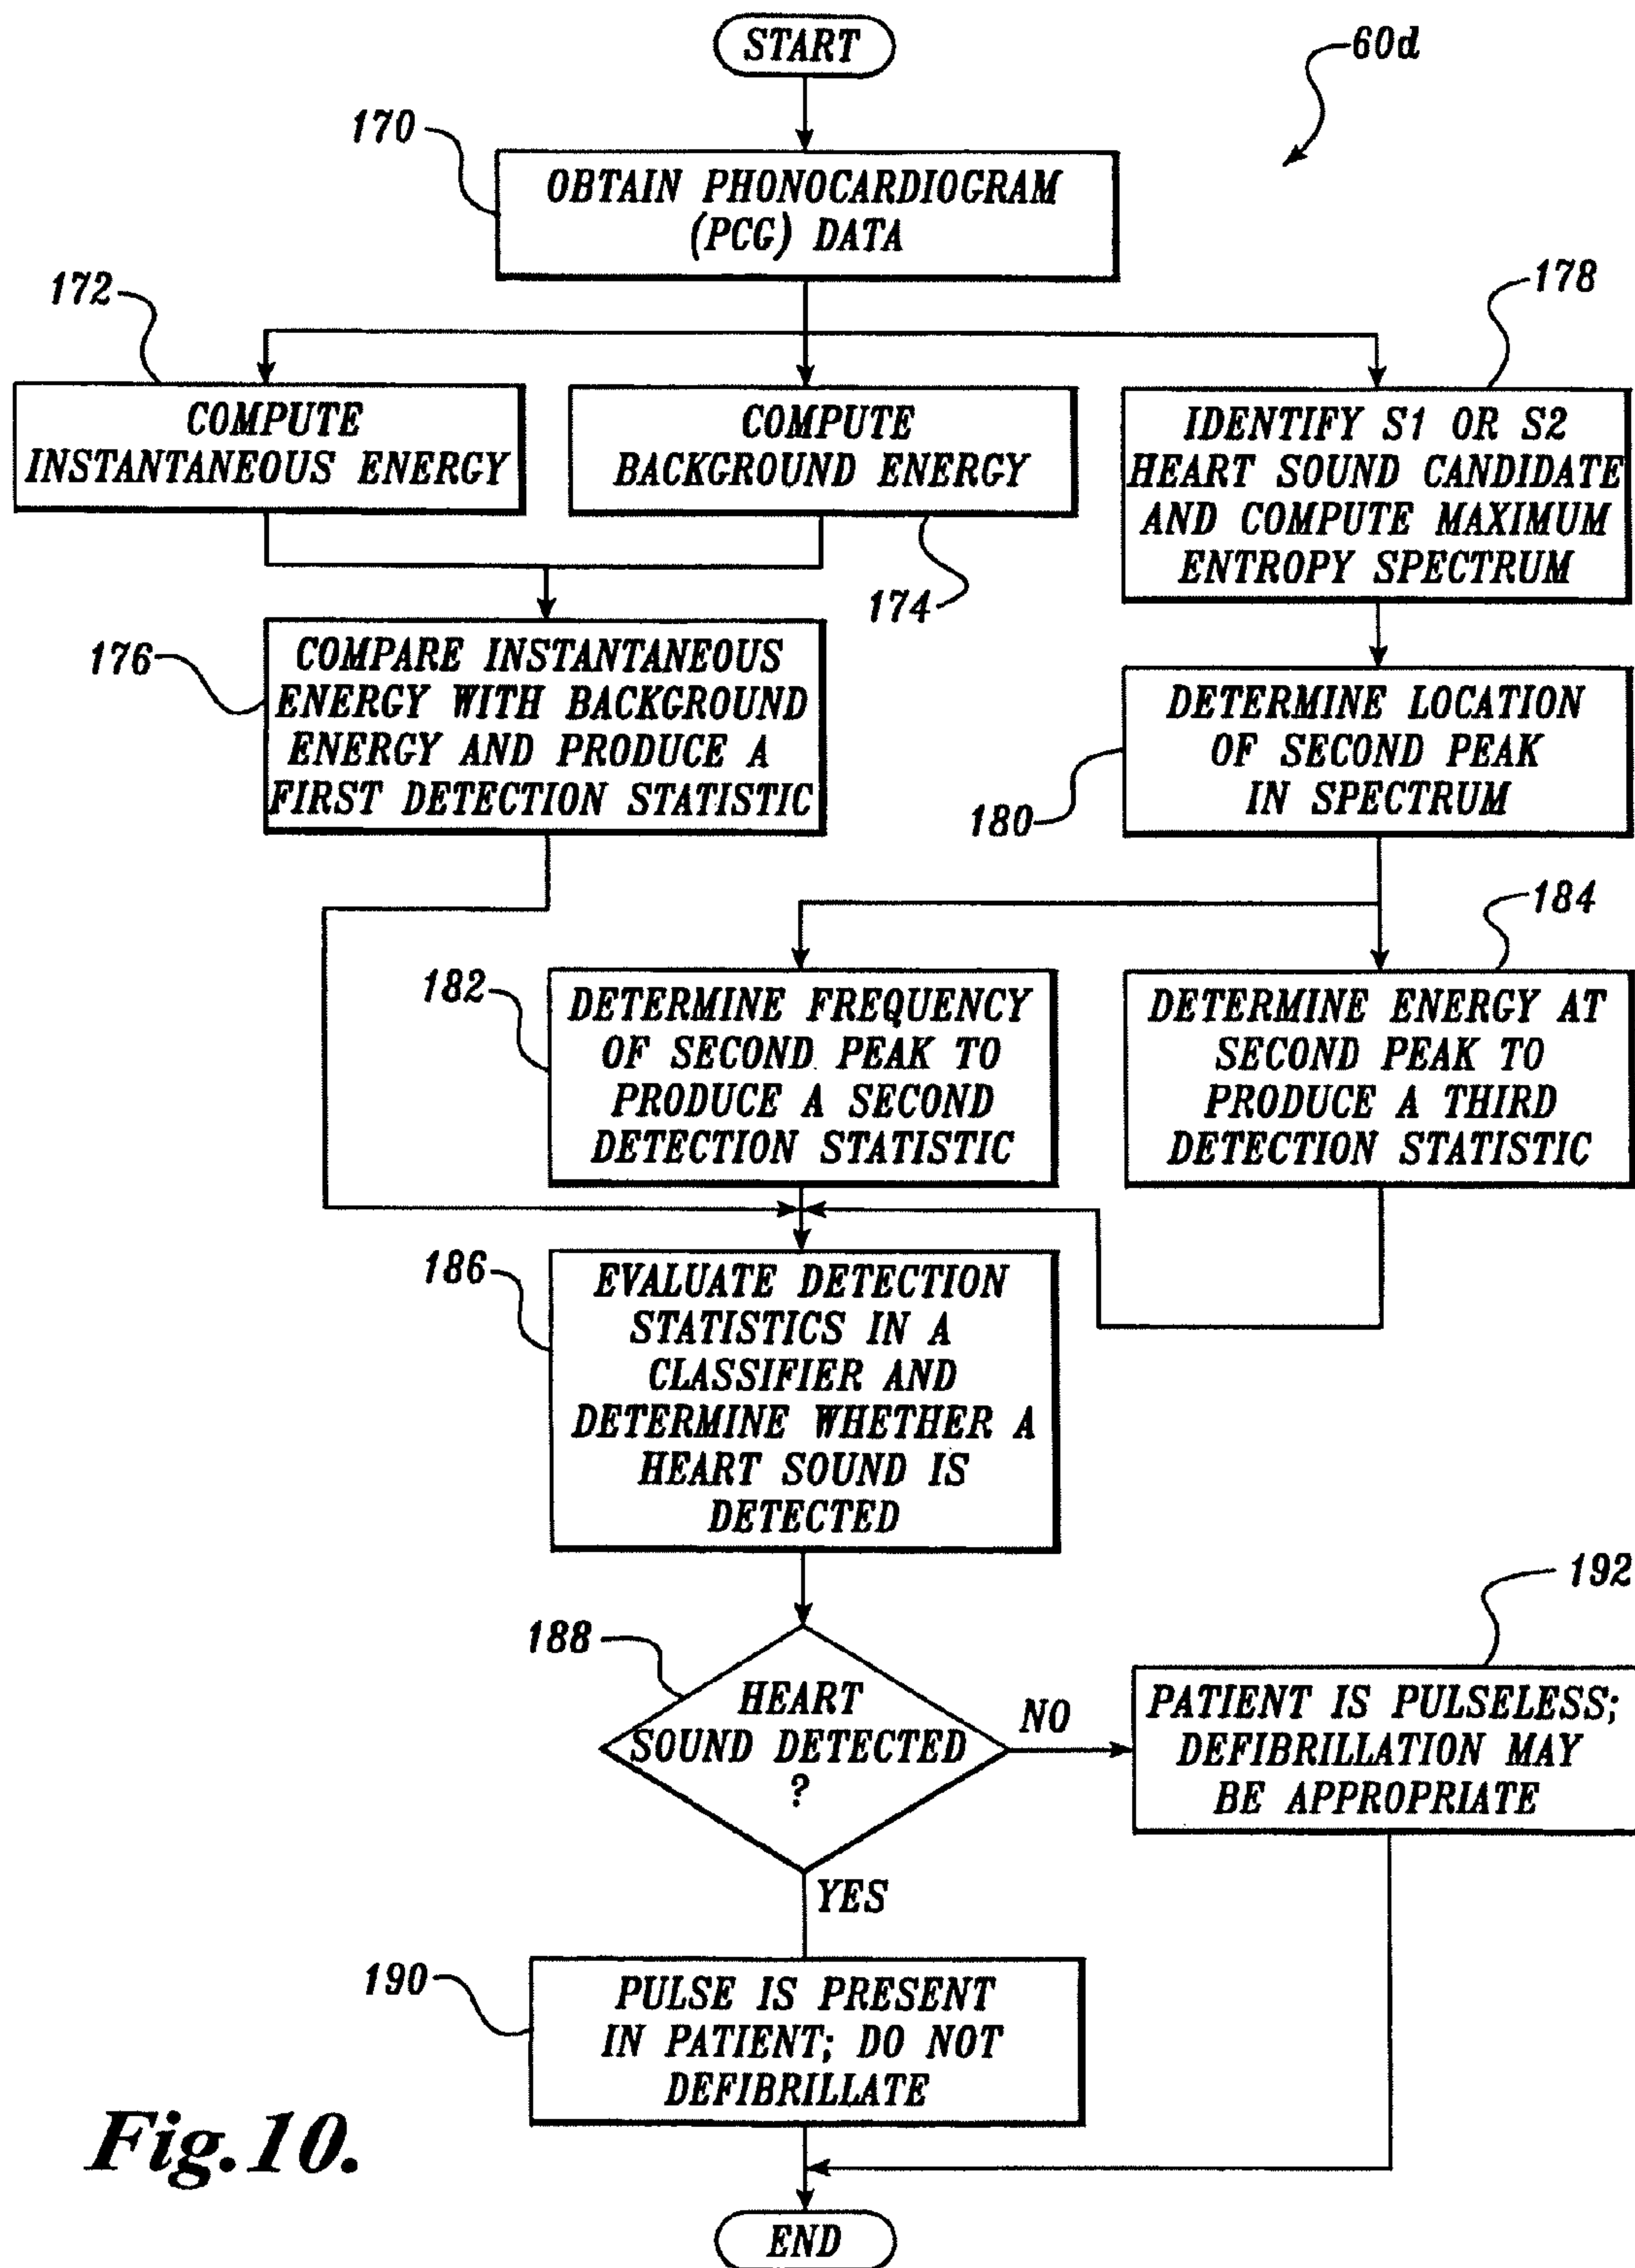 START
60d
170
OBTAIN PHONOCARDIOGRAM
(PCG) DATA
172
178
COMPUTE
INSTANTANEOUS ENERGY
COMPUTE
BACKGROUND ENERGY
IDENTIFY S1 OR S2
HEART SOUND CANDIDATE
AND COMPUTE MAXIMUM
ENTROPY SPECTRUM
174
176
COMPARE INSTANTANEOUS
ENERGY WITH BACKGROUND
ENERGY AND PRODUCE A
FIRST DETECTION STATISTIC
DETERMINE LOCATION
OF SECOND PEAK
IN SPECTRUM
180
184
182
DETERMINE FREQUENCY
OF SECOND PEAK TO
PRODUCE A SECOND
DETECTION STATISTIC
DETERMINE ENERGY AT
SECOND PEAK TO
PRODUCE A THIRD
DETECTION STATISTIC
186
EVALUATE DETECTION
STATISTICS IN A
CLASSIFIER AND
DETERMINE WHETHER A
HEART SOUND IS
DETECTED
192
188
HEART
SOUND DETECTED
?
NO
PATIENT IS PULSELESS;
DEFIBRILLATION MAY
BE APPROPRIATE
YES
190
PULSE IS PRESENT
IN PATIENT; DO NOT
DEFIBRILLATE
Fig.10.
END